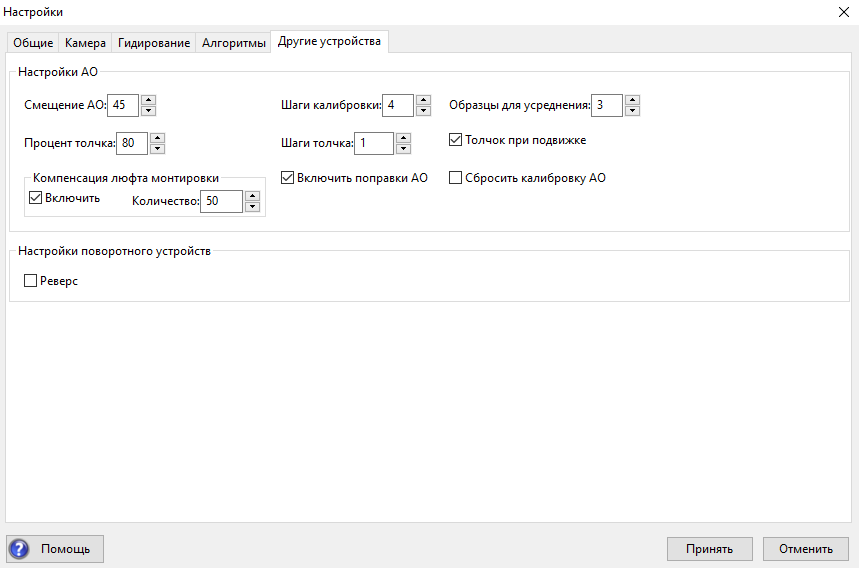 Настройки
Общие Камера Гидирование Алгоритмы Другие устройства
Настройки АО
Смещение АО: 45 Шаги калибровки: 4 Образцы для усреднения: 3
Процент толчка: 80 Шаги толчка: 1 Толчок при подвижке
Компенсация люфта монтировки Включить поправки АО Сбросить калибровку АО
Включить Количество: 50
Настройки поворотного устройств
Реверс
Помощь Принять Отменить